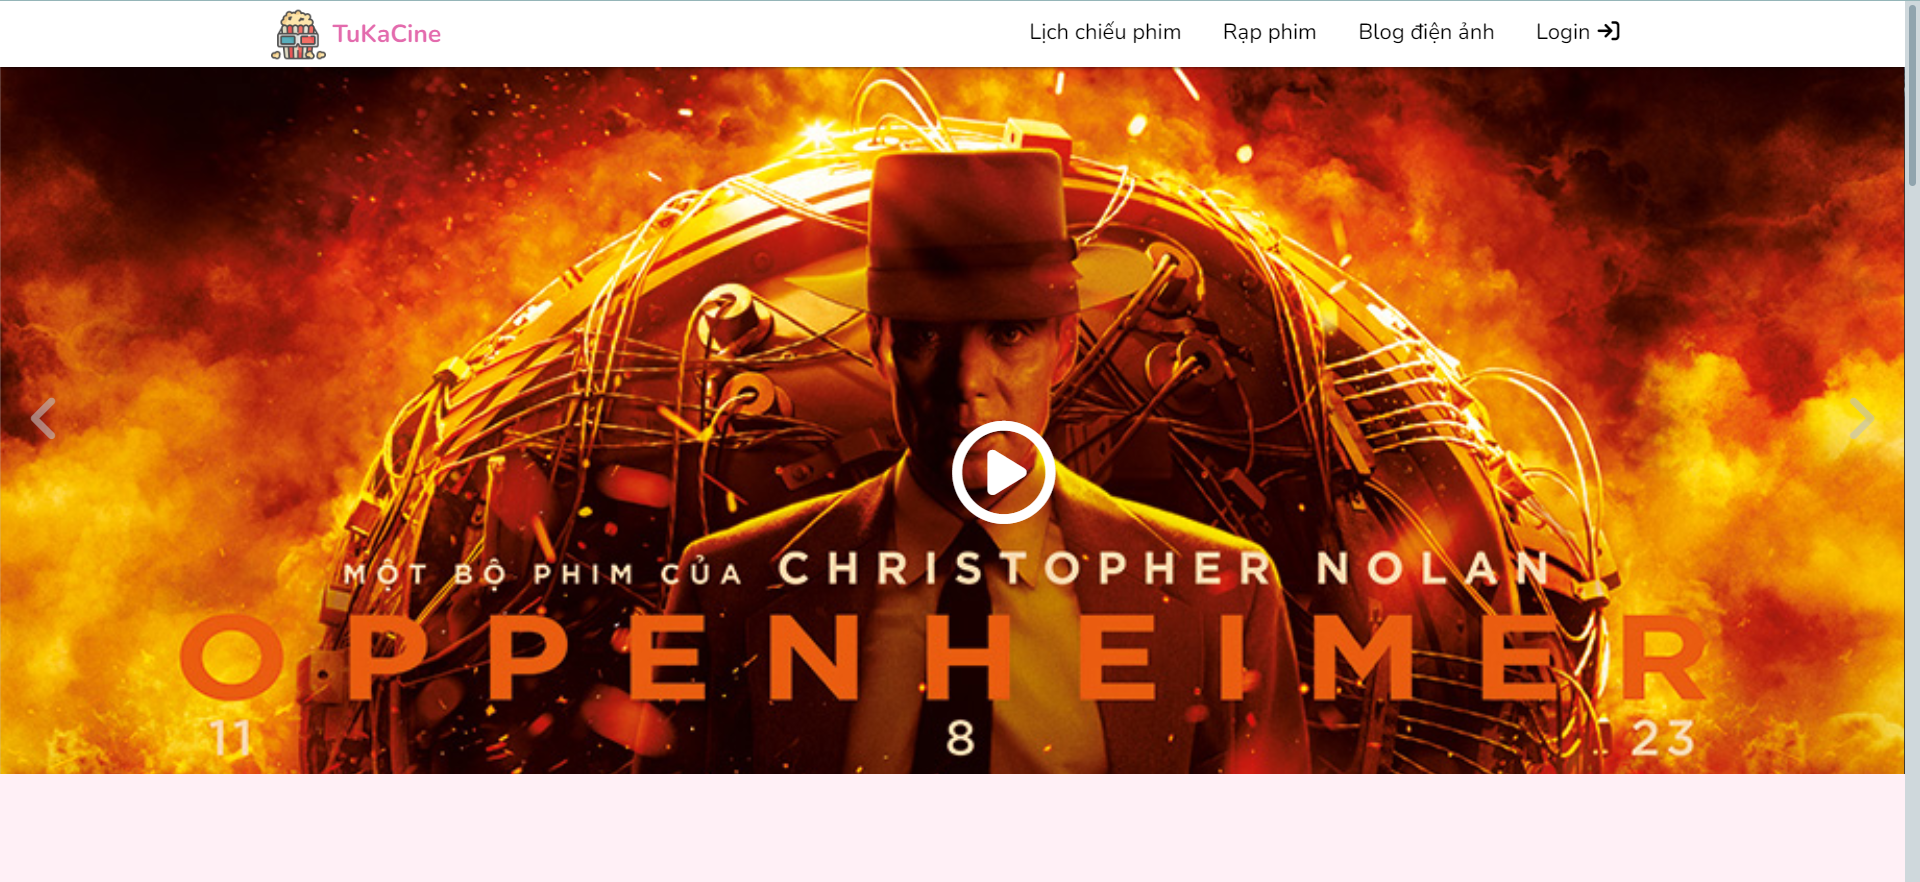 TuKaCine
Lịch chiếu phim
Rạp phim
Blog điện ảnh
Login
MỘT BỘ PHIM CỦA CHRISTOPHER NOLAN
OPPENHEIMER
11 8 23